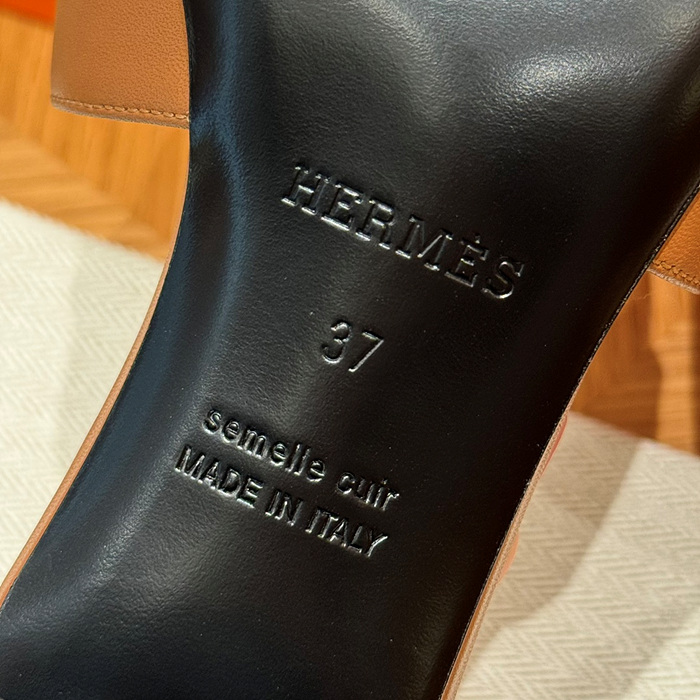 HERMÈS
37
semelle cuir
MADE IN ITALY